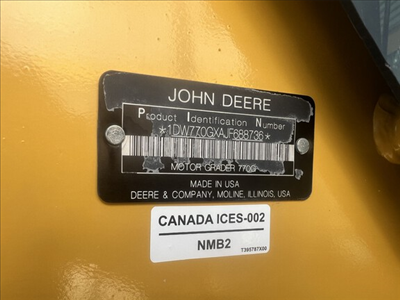 JOHN DEERE
Product Identification Number
*1DW770GXAJF688736*
MOTOR GRADER 770G
MADE IN USA
DEERE & COMPANY, MOLINE, ILLINOIS, USA
CANADA ICES-002
NMB2
T395797X00